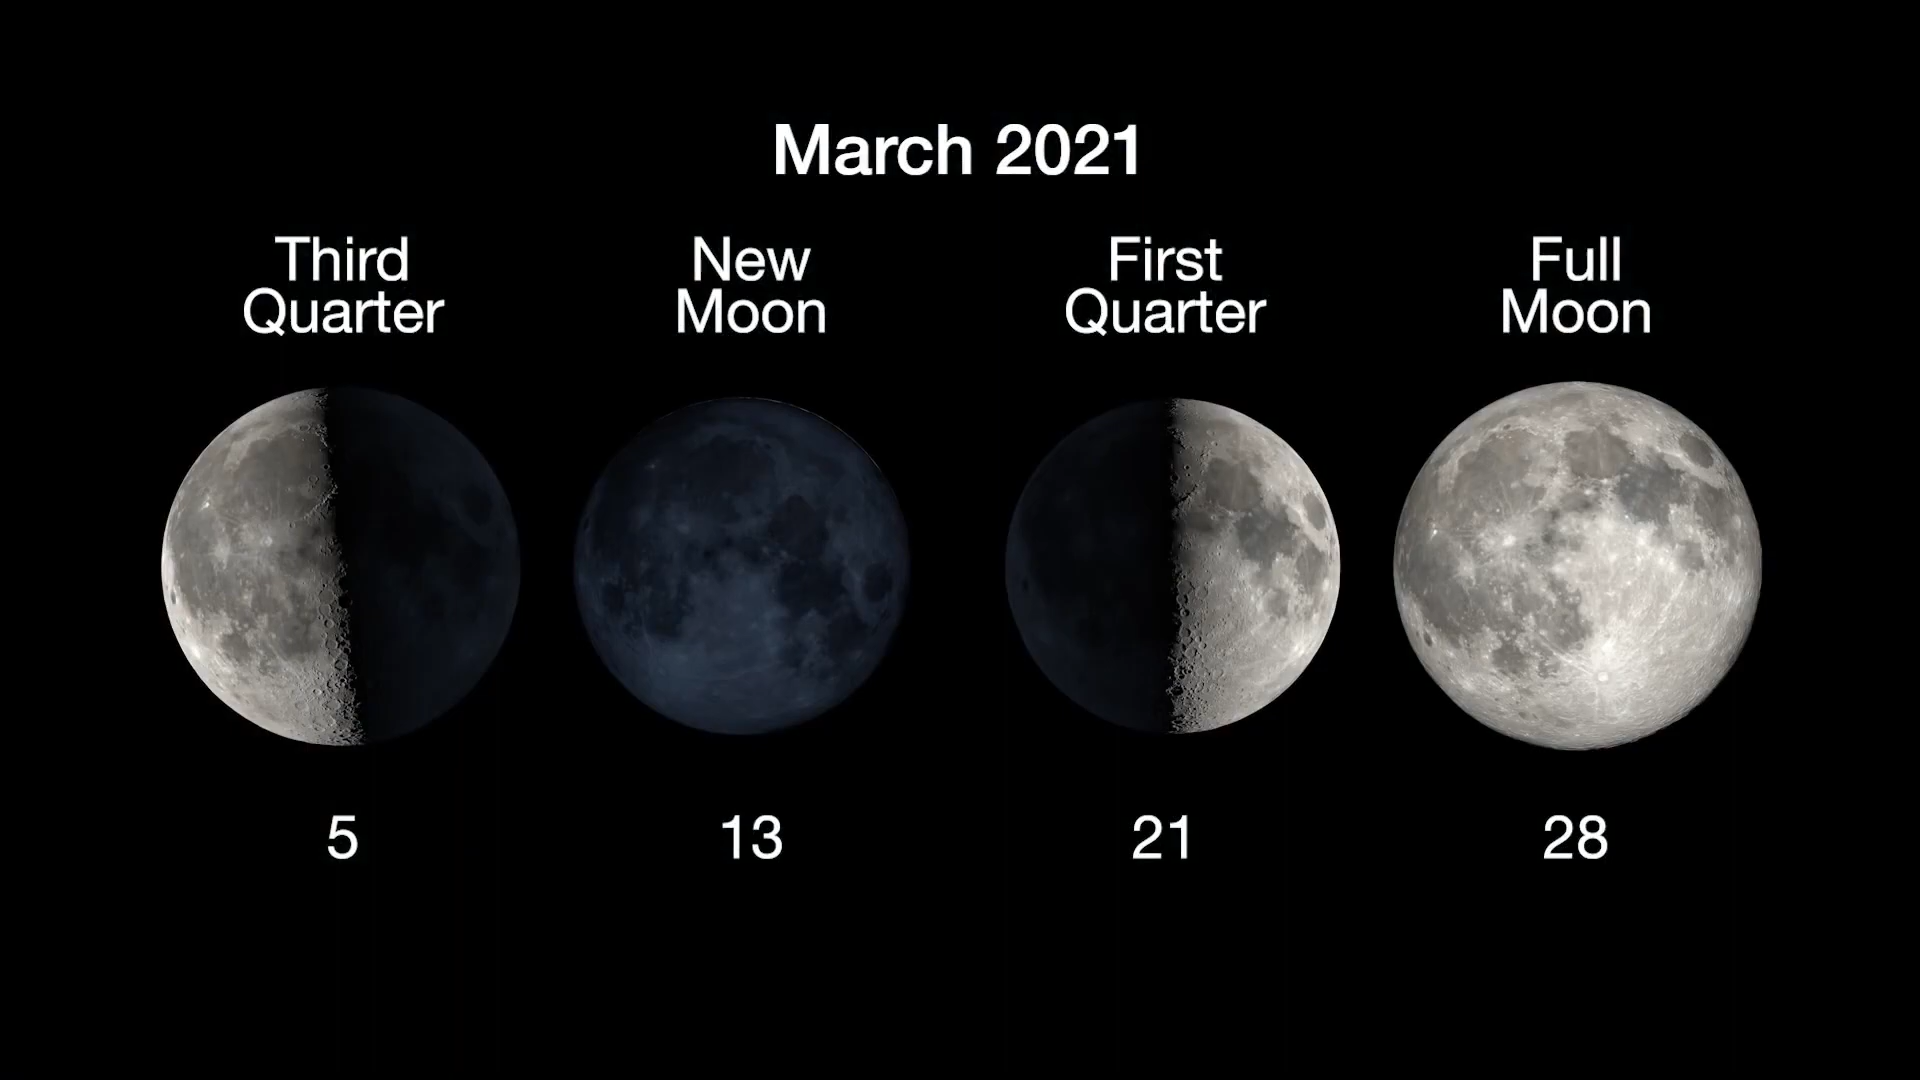 March 2021
Third
Quarter
New
Moon
First
Quarter
Full
Moon
5
13
21
28